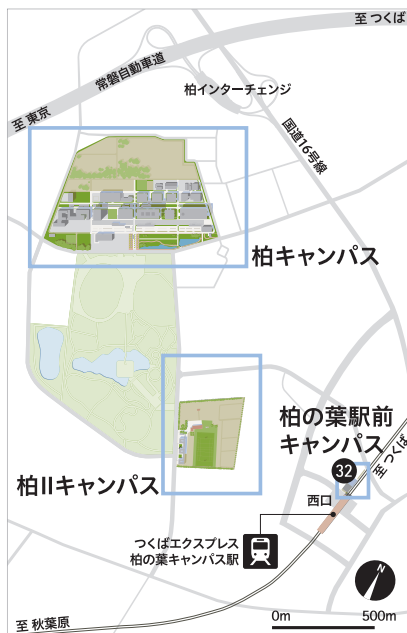 至 つくば
常磐自動車道
柏インターチェンジ
至 東京
国道16号線
柏キャンパス
柏の葉駅前
キャンパス
至 つくば
32
柏IIキャンパス
西口
つくばエクスプレス
柏の葉キャンパス駅
N
至 秋葉原
0m 500m